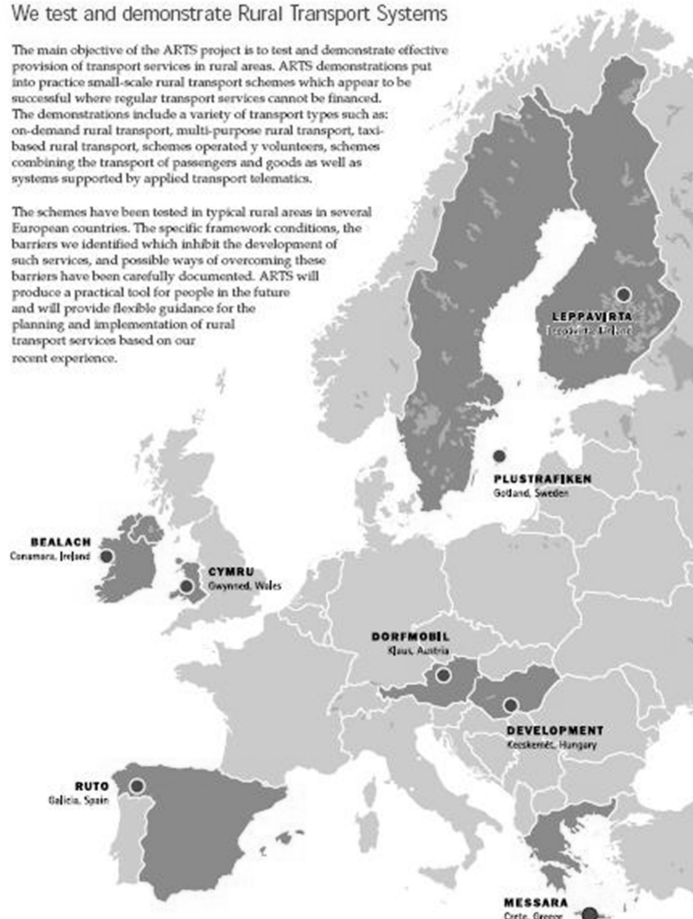 We test and demonstrate Rural Transport Systems
The main objective of the ARTS project is to test and demonstrate effective
provision of transport services in rural areas. ARTS demonstrations put
into practice small-scale rural transport schemes which appear to be
successful where regular transport services cannot be financed.
The demonstrations include a variety of transport types such as:
on-demand rural transport, multi-purpose rural transport, taxi-
based rural transport, schemes operated y volunteers, schemes
combining the transport of passengers and goods as well as
systems supported by applied transport telematics.
The schemes have been tested in typical rural areas in several
European countries. The specific framework conditions, the
barriers we identified which inhibit the development of
such services, and possible ways of overcoming these
barriers have been carefully documented. ARTS will
produce a practical tool for people in the future
and will provide flexible guidance for the
planning and implementation of rural
transport services based on our
recent experience.
LEPPÄVIRTA
Leppävirta, Finland
PLUSTRAFIKEN
Gotland, Sweden
BEALACH
Conamara, Ireland
CYMRU
Gwynned, Wales
DORFMOBIL
Klaus, Austria
DEVELOPMENT
Kecskemét, Hungary
RUTO
Galicia, Spain
MESSARA
Crete, Greece